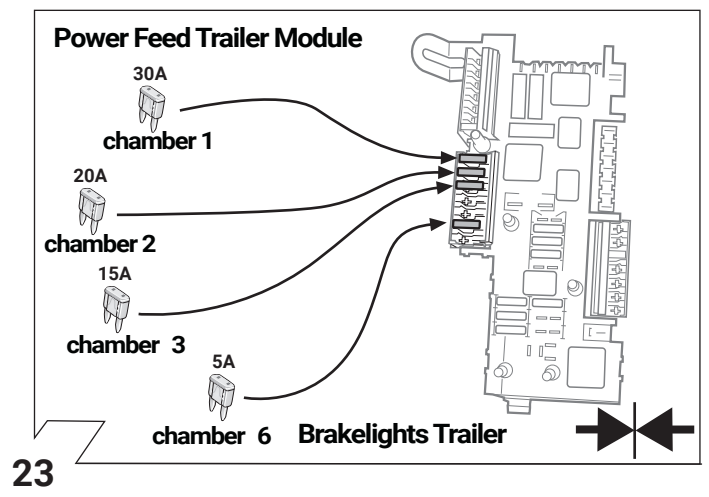 Power Feed Trailer Module
30A
chamber 1
20A
chamber 2
15A
chamber 3
5A
chamber 6 Brakelights Trailer
23